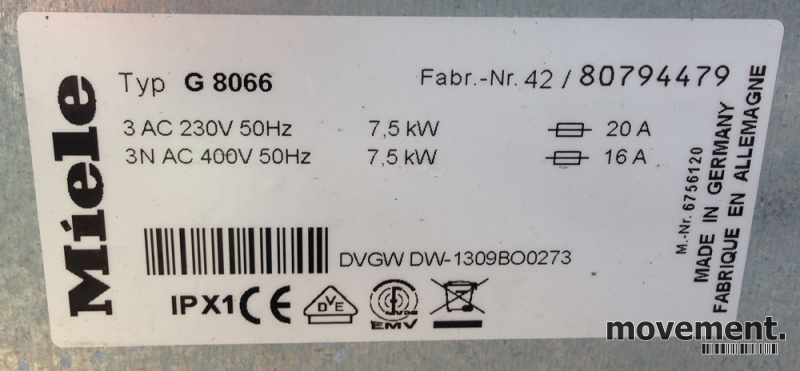 Miele
Typ G 8066
Fabr.-Nr. 42 / 80794479
3 AC 230V 50Hz 7,5 kW 20 A
3N AC 400V 50Hz 7,5 kW 16 A
DVGW DW-1309BO0273
IPX1 CE DVE VDE
EMV
M.-Nr. 6756120
MADE IN GERMANY
FABRIQUE EN ALLEMAGNE
movement.